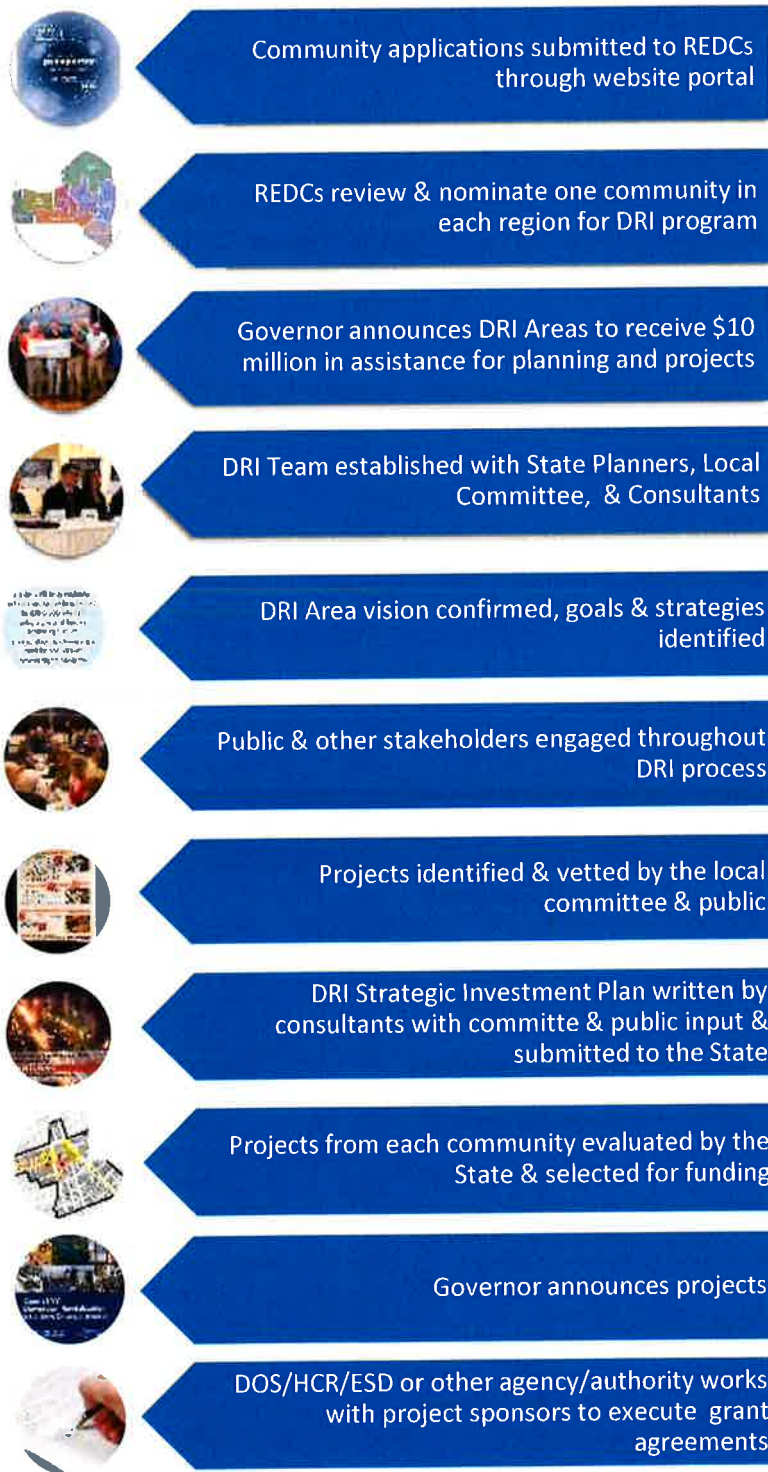 Community applications submitted to REDCs
through website portal
REDCs review & nominate one community in
each region for DRI program
Governor announces DRI Areas to receive $10
million in assistance for planning and projects
DRI Team established with State Planners, Local
Committee, & Consultants
DRI Area vision confirmed, goals & strategies
identified
Public & other stakeholders engaged throughout
DRI process
Projects identified & vetted by the local
committee & public
DRI Strategic Investment Plan written by
consultants with committe & public input &
submitted to the State
Projects from each community evaluated by the
State & selected for funding
Governor announces projects
DOS/HCR/ESD or other agency/authority works
with project sponsors to execute grant
agreements